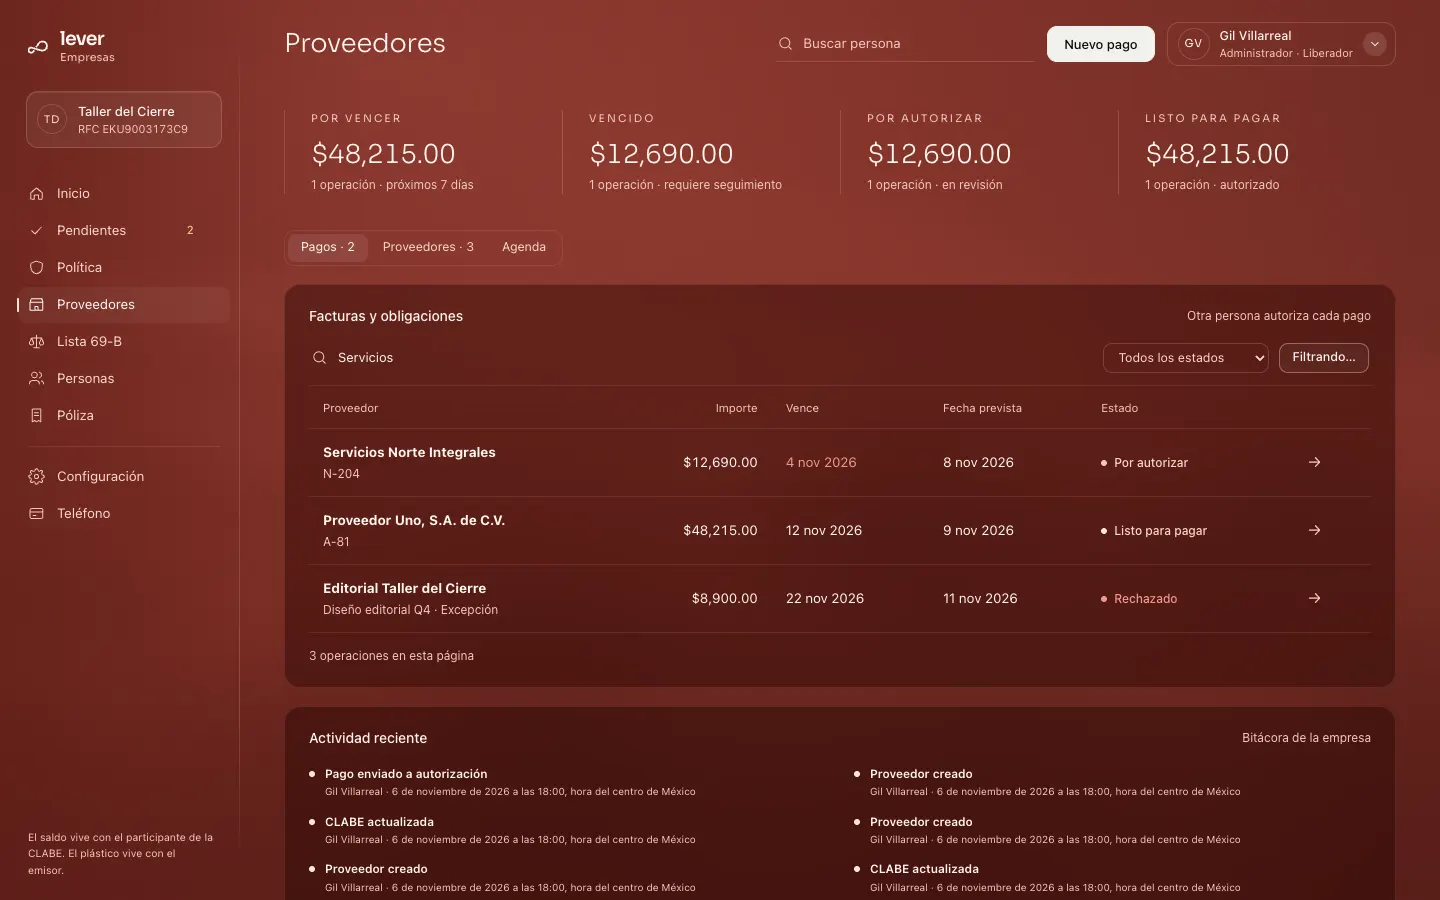 lever
Empresas
TD
Taller del Cierre
RFC EKU9003173C9
Inicio
Pendientes 2
Política
Proveedores
Lista 69-B
Personas
Póliza
Configuración
Teléfono
El saldo vive con el participante de la
CLABE. El plástico vive con el
emisor.
Proveedores
Buscar persona
Nuevo pago
GV
Gil Villarreal
Administrador · Liberador
POR VENCER
$48,215.00
1 operación · próximos 7 días
VENCIDO
$12,690.00
1 operación · requiere seguimiento
POR AUTORIZAR
$12,690.00
1 operación · en revisión
LISTO PARA PAGAR
$48,215.00
1 operación · autorizado
Pagos · 2 Proveedores · 3 Agenda
Facturas y obligaciones Otra persona autoriza cada pago
Servicios Todos los estados Filtrando...
Proveedor Importe Vence Fecha prevista Estado
Servicios Norte Integrales
N-204
$12,690.00 4 nov 2026 8 nov 2026 Por autorizar
Proveedor Uno, S.A. de C.V.
A-81
$48,215.00 12 nov 2026 9 nov 2026 Listo para pagar
Editorial Taller del Cierre
Diseño editorial Q4 · Excepción
$8,900.00 22 nov 2026 11 nov 2026 Rechazado
3 operaciones en esta página
Actividad reciente Bitácora de la empresa
Pago enviado a autorización
Gil Villarreal · 6 de noviembre de 2026 a las 18:00, hora del centro de México
Proveedor creado
Gil Villarreal · 6 de noviembre de 2026 a las 18:00, hora del centro de México
CLABE actualizada
Gil Villarreal · 6 de noviembre de 2026 a las 18:00, hora del centro de México
Proveedor creado
Gil Villarreal · 6 de noviembre de 2026 a las 18:00, hora del centro de México
Proveedor creado
Gil Villarreal · 6 de noviembre de 2026 a las 18:00, hora del centro de México
CLABE actualizada
Gil Villarreal · 6 de noviembre de 2026 a las 18:00, hora del centro de México